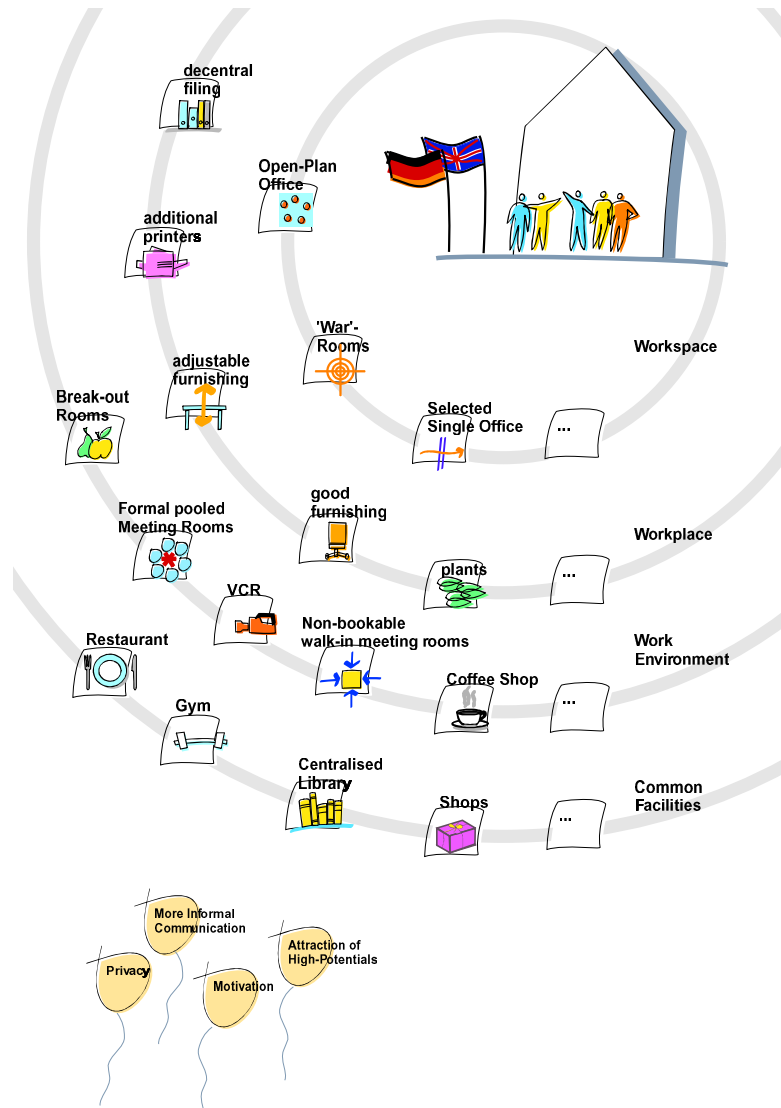 decentral
filing
Open-Plan
Office
additional
printers
'War'-
Rooms
Workspace
adjustable
furnishing
Break-out
Rooms
Selected
Single Office
...
good
furnishing
Formal pooled
Meeting Rooms
Workplace
plants
...
VCR
Non-bookable
walk-in meeting rooms
Work
Environment
Restaurant
Coffee Shop
...
Gym
Centralised
Library
Common
Facilities
Shops
...
More Informal
Communication
Attraction of
High-Potentials
Privacy
Motivation